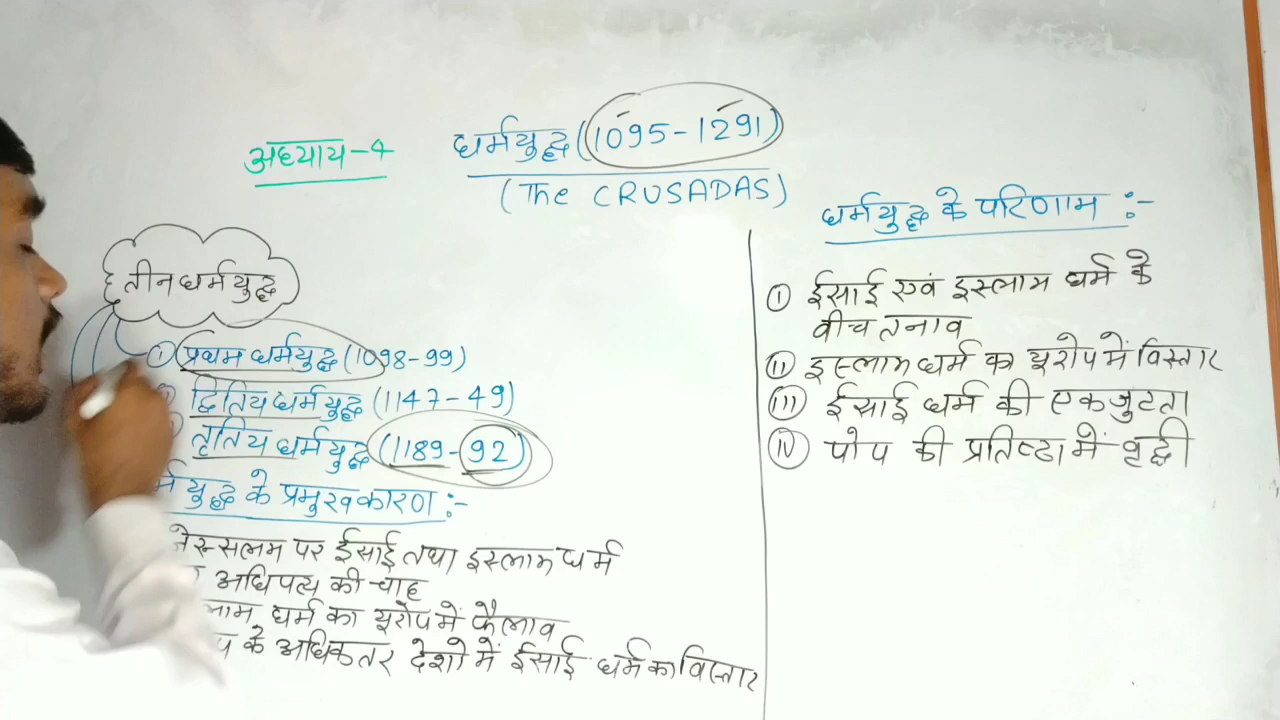 अध्याय-4
धर्मयुद्ध (1095-1291)
(The CRUSADAS)
तीन धर्मयुद्ध
① प्रथम धर्मयुद्ध (1098-99)
द्वितिय धर्मयुद्ध (1147-49)
तृतिय धर्मयुद्ध (1189-92)
युद्ध के प्रमुख कारण :-
पर ईसाई तथा इस्लाम धर्म
अधिपत्य की चाह
धर्म का यूरोप में फैलाव
के अधिकतर देशो में ईसाई धर्म का विस्तार
धर्मयुद्ध के परिणाम :-
① ईसाई एवं इस्लाम धर्म के
बीच तनाव
II इस्लाम धर्म का यूरोप में विस्तार
III ईसाई धर्म की एकजुटता
IV पोप की प्रतिष्ठा में वृद्धी